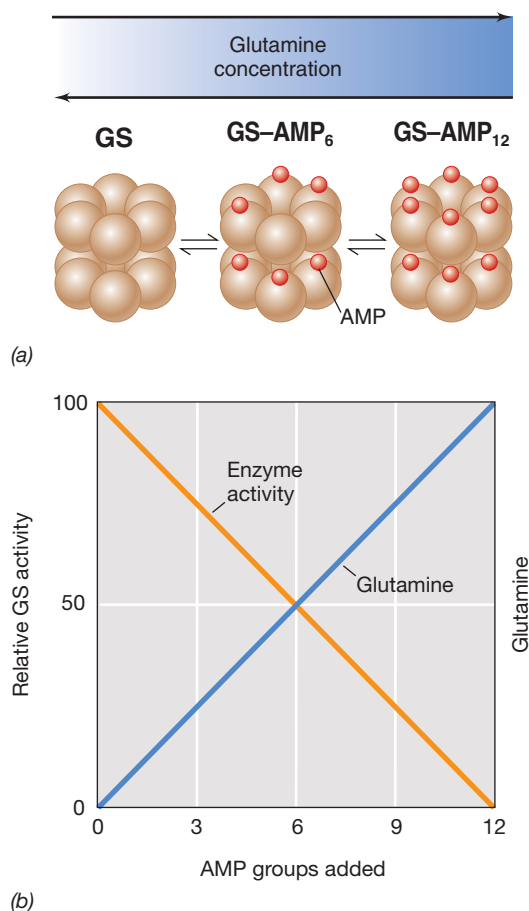 Glutamine
concentration
GS
GS–AMP6
GS–AMP12
AMP
(a)
100
50
0
Relative GS activity
Enzyme
activity
Glutamine
Glutamine
0 3 6 9 12
AMP groups added
(b)